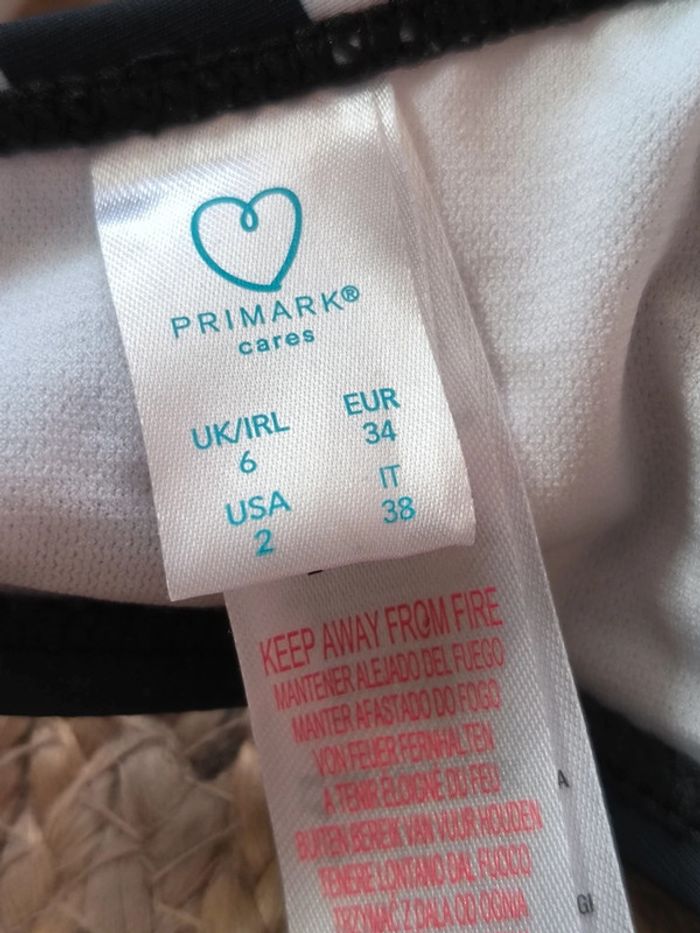 PRIMARK®
cares
UK/IRL
6
EUR
34
USA
2
IT
38
KEEP AWAY FROM FIRE
MANTENER ALEJADO DEL FUEGO
MANTER AFASTADO DO FOGO
VON FEUER FERNHALTEN
A TENIR ÉLOIGNÉ DU FEU
BUITEN BEREIK VAN VUUR HOUDEN
TENERE LONTANO DAL FUOCO
TRZYMAĆ Z DALA OD OGNIA
A
GI